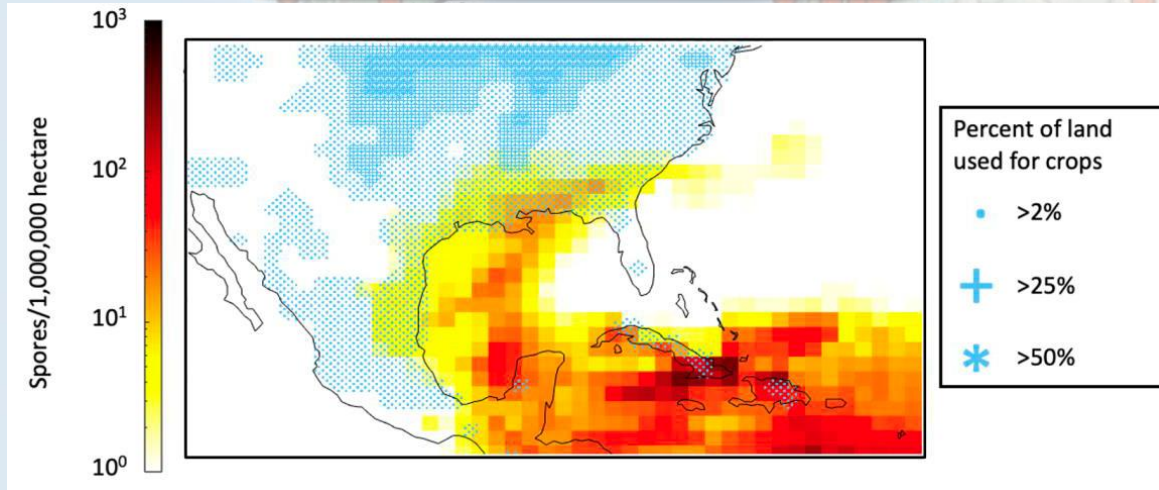 10³
10²
10¹
10⁰
Spores/1,000,000 hectare
Percent of land
used for crops
>2%
>25%
>50%